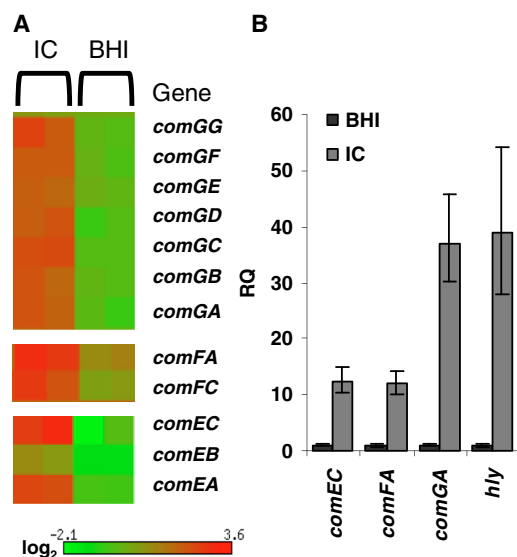 A
IC BHI
Gene
comGG
comGF
comGE
comGD
comGC
comGB
comGA
comFA
comFC
comEC
comEB
comEA
log2
-2.1 3.6
B
BHI
IC
RQ
60
50
40
30
20
10
0
comEC
comFA
comGA
hly